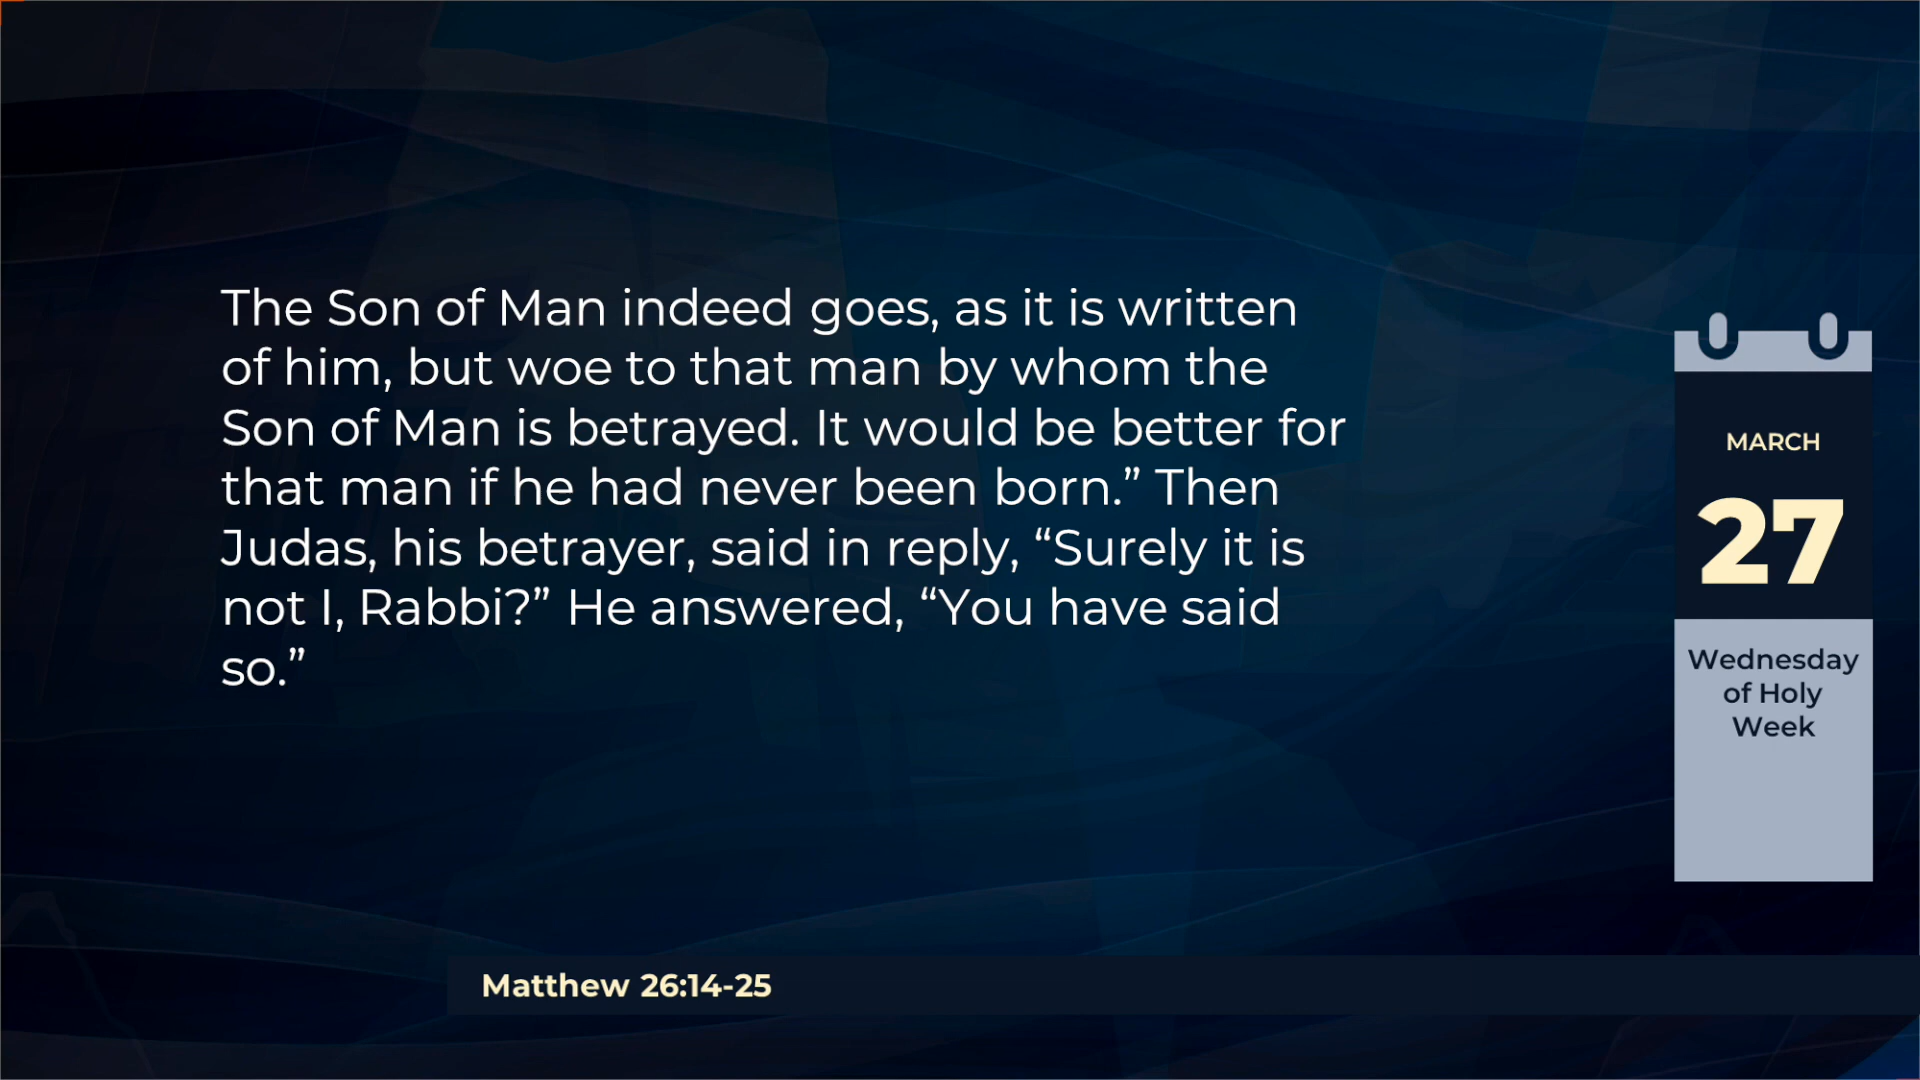 The Son of Man indeed goes, as it is written
of him, but woe to that man by whom the
Son of Man is betrayed. It would be better for
that man if he had never been born.” Then
Judas, his betrayer, said in reply, “Surely it is
not I, Rabbi?” He answered, “You have said
so.”
MARCH
27
Wednesday
of Holy
Week
Matthew 26:14-25